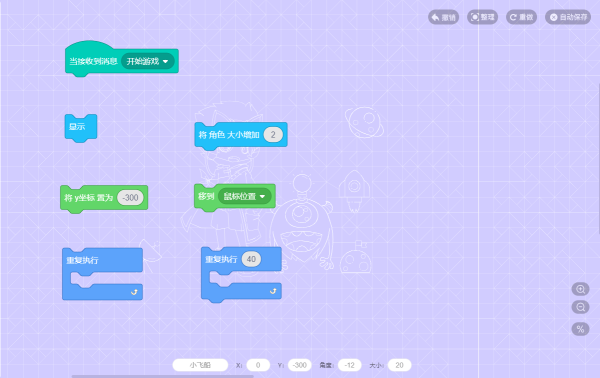 撤销 整理 重做 自动保存
当接收到消息 开始游戏
显示
将 角色 大小增加 2
将 y坐标 置为 -300
移到 鼠标位置
重复执行
重复执行 40
小飞船 X: 0 Y: -300 角度: -12 大小: 20